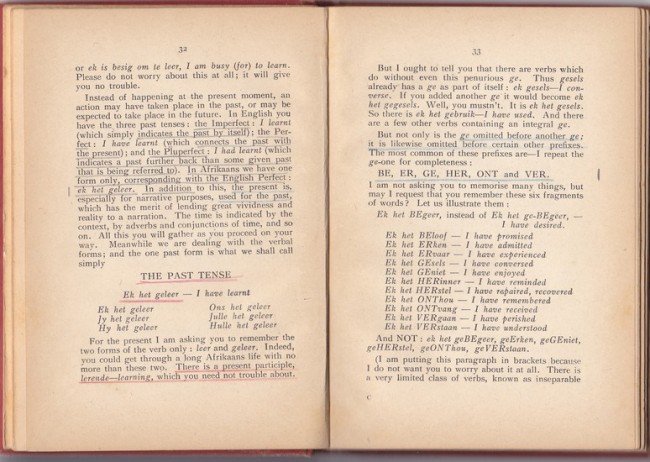 32
or ek is besig om te leer, I am busy (for) to learn.
Please do not worry about this at all; it will give
you no trouble.
Instead of happening at the present moment, an
action may have taken place in the past, or may be
expected to take place in the future. In English you
have the three past tenses: the Imperfect: I learnt
(which simply indicates the past by itself); the Per-
fect: I have learnt (which connects the past with
the present); and the Pluperfect: I had learnt (which
indicates a past further back than some given past
that is being referred to). In Afrikaans we have one
form only, corresponding with the English Perfect:
ek het geleer. In addition to this, the present is,
especially for narrative purposes, used for the past,
which has the merit of lending great vividness and
reality to a narration. The time is indicated by the
context, by adverbs and conjunctions of time, and so
on. All this you will gather as you proceed on your
way. Meanwhile we are dealing with the verbal
forms; and the one past form is what we shall call
simply
THE PAST TENSE
Ek het geleer — I have learnt
Ek het geleer Ons het geleer
Jy het geleer Julle het geleer
Hy het geleer Hulle het geleer
For the present I am asking you to remember the
two forms of the verb only: leer and geleer. Indeed,
you could get through a long Afrikaans life with no
more than these two. There is a present participle,
lerende—learning, which you need not trouble about.
33
But I ought to tell you that there are verbs which
do without even this penurious ge. Thus gesels
already has a ge as part of itself: ek gesels—I con-
verse. If you added another ge it would become ek
het gegesels. Well, you mustn't. It is ek het gesels.
So there is ek het gebruik—I have used. And there
are a few other verbs containing an integral ge.
But not only is the ge omitted before another ge;
it is likewise omitted before certain other prefixes.
The most common of these prefixes are—I repeat the
ge-one for completeness:
BE, ER, GE, HER, ONT and VER.
I am not asking you to memorise many things, but
may I request that you remember these six fragments
of words? Let us illustrate them:
Ek het BEgeer, instead of Ek het ge-BEgeer, —
I have desired.
Ek het BEloof — I have promised
Ek het ERken — I have admitted
Ek het ERvaar — I have experienced
Ek het GEsels — I have conversed
Ek het GEniet — I have enjoyed
Ek het HERinner — I have reminded
Ek het HERstel — I have repaired, recovered
Ek het ONThou — I have remembered
Ek het ONTvang — I have received
Ek het VERgaan — I have perished
Ek het VERstaan — I have understood
And NOT: ek het geBEgeer, geErken, geGEniet,
geHERstel, geONThou, geVERstaan.
(I am putting this paragraph in brackets because
I do not want you to worry about it at all. There is
a very limited class of verbs, known as inseparable
C